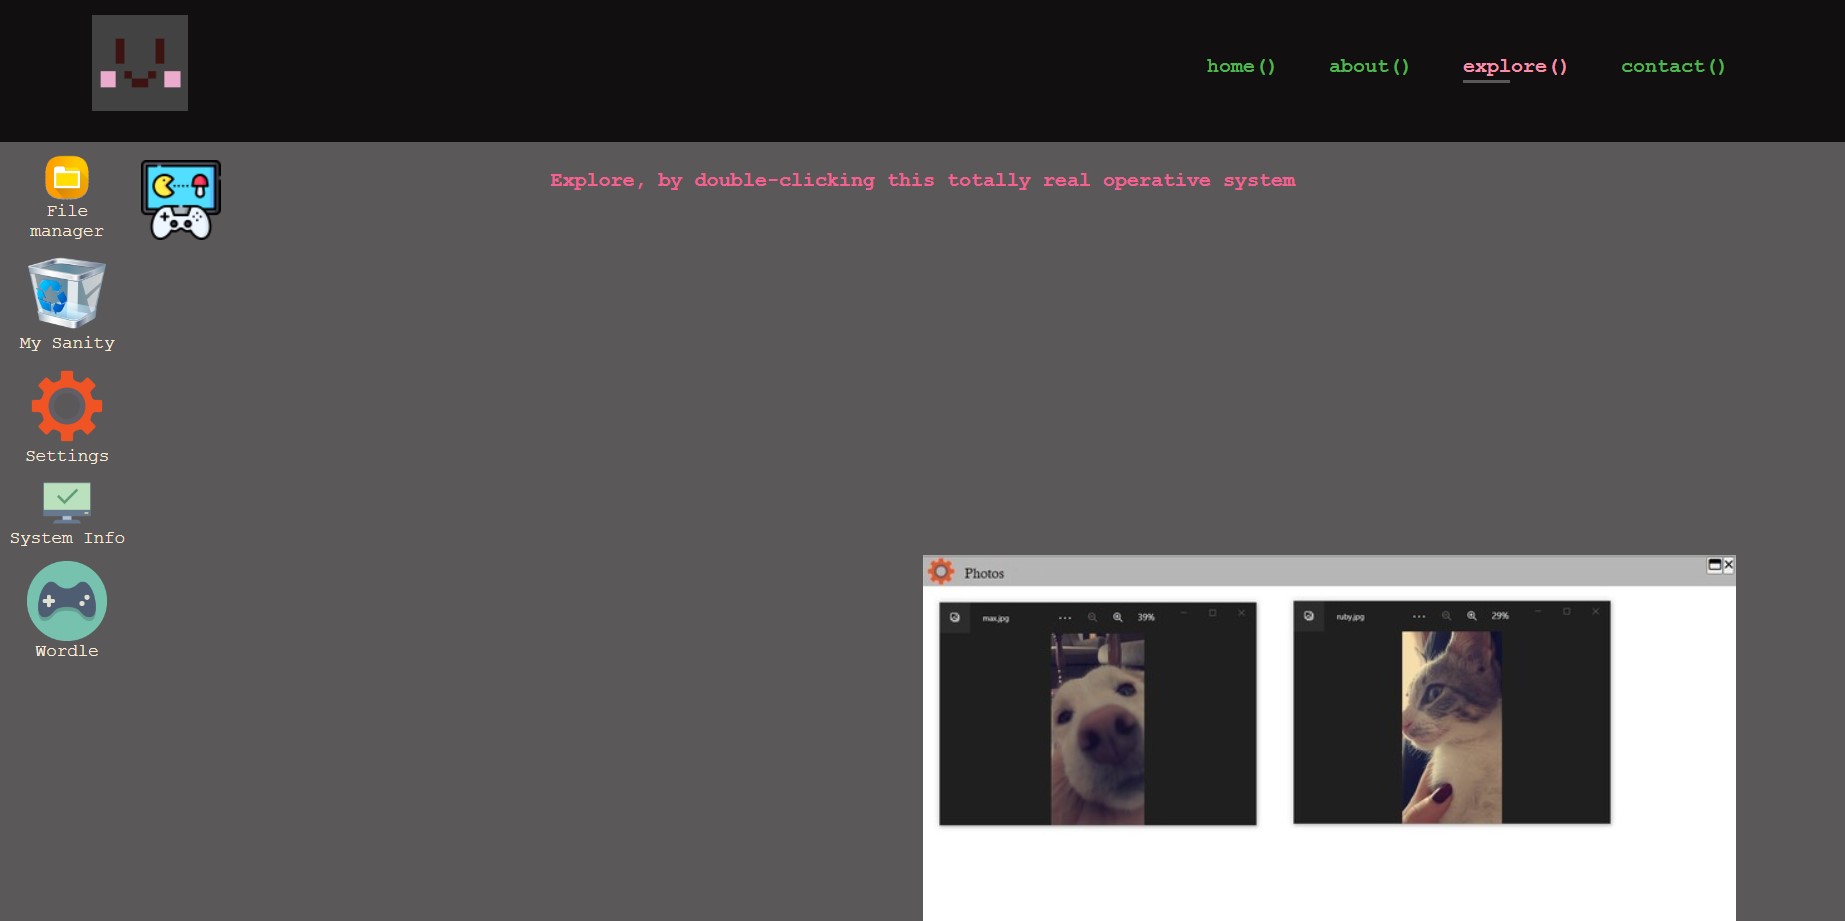 home() about() explore() contact()
Explore, by double-clicking this totally real operative system
File
manager
My Sanity
Settings
System Info
Wordle
Photos
max.jpg ... 39%
ruby.jpg ... 29%